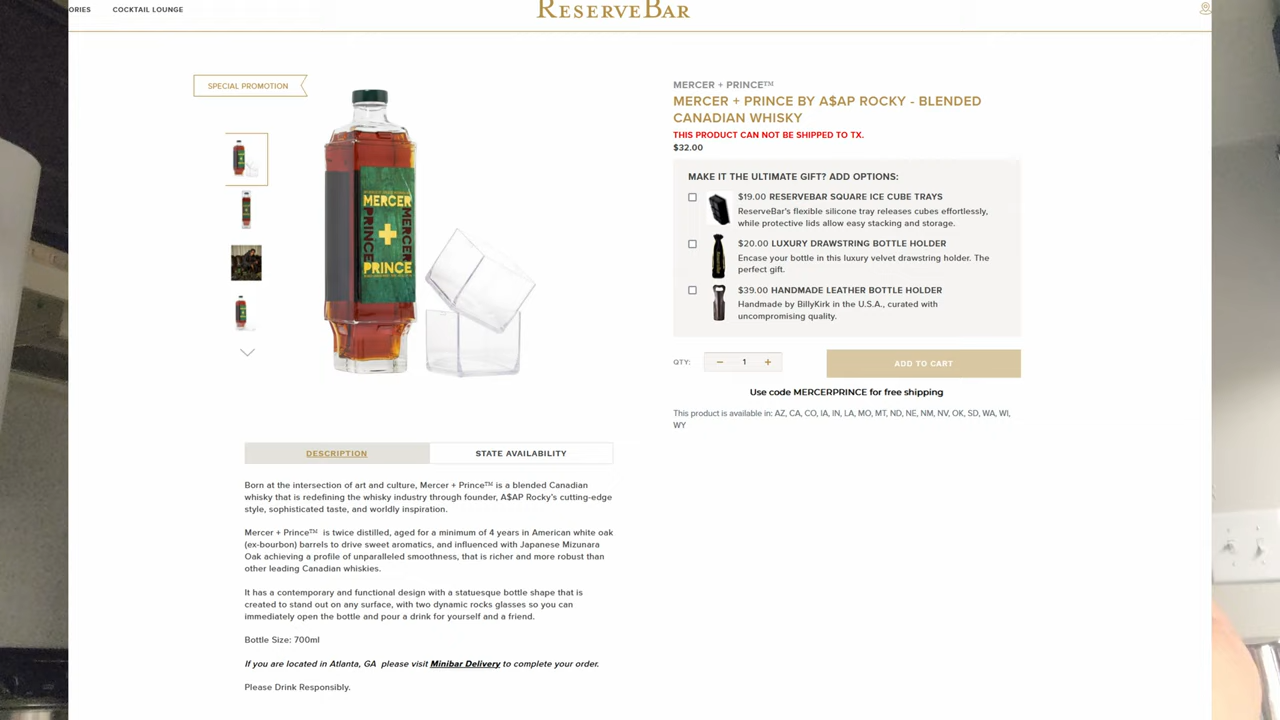 ORIES
COCKTAIL LOUNGE
RESERVEBAR
SPECIAL PROMOTION
MERCER
PRINCE
MERCER
PRINCE
MERCER + PRINCE™
MERCER + PRINCE BY A$AP ROCKY - BLENDED
CANADIAN WHISKY
THIS PRODUCT CAN NOT BE SHIPPED TO TX.
$32.00
MAKE IT THE ULTIMATE GIFT? ADD OPTIONS:
$19.00 RESERVEBAR SQUARE ICE CUBE TRAYS
ReserveBar's flexible silicone tray releases cubes effortlessly,
while protective lids allow easy stacking and storage.
$20.00 LUXURY DRAWSTRING BOTTLE HOLDER
Encase your bottle in this luxury velvet drawstring holder. The
perfect gift.
$39.00 HANDMADE LEATHER BOTTLE HOLDER
Handmade by BillyKirk in the U.S.A., curated with
uncompromising quality.
QTY:
− 1 +
ADD TO CART
Use code MERCERPRINCE for free shipping
This product is available in: AZ, CA, CO, IA, IN, LA, MO, MT, ND, NE, NM, NV, OK, SD, WA, WI,
WY
DESCRIPTION
STATE AVAILABILITY
Born at the intersection of art and culture, Mercer + Prince™ is a blended Canadian
whisky that is redefining the whisky industry through founder, A$AP Rocky's cutting-edge
style, sophisticated taste, and worldly inspiration.
Mercer + Prince™ is twice distilled, aged for a minimum of 4 years in American white oak
(ex-bourbon) barrels to drive sweet aromatics, and influenced with Japanese Mizunara
Oak achieving a profile of unparalleled smoothness, that is richer and more robust than
other leading Canadian whiskies.
It has a contemporary and functional design with a statuesque bottle shape that is
created to stand out on any surface, with two dynamic rocks glasses so you can
immediately open the bottle and pour a drink for yourself and a friend.
Bottle Size: 700ml
If you are located in Atlanta, GA please visit Minibar Delivery to complete your order.
Please Drink Responsibly.